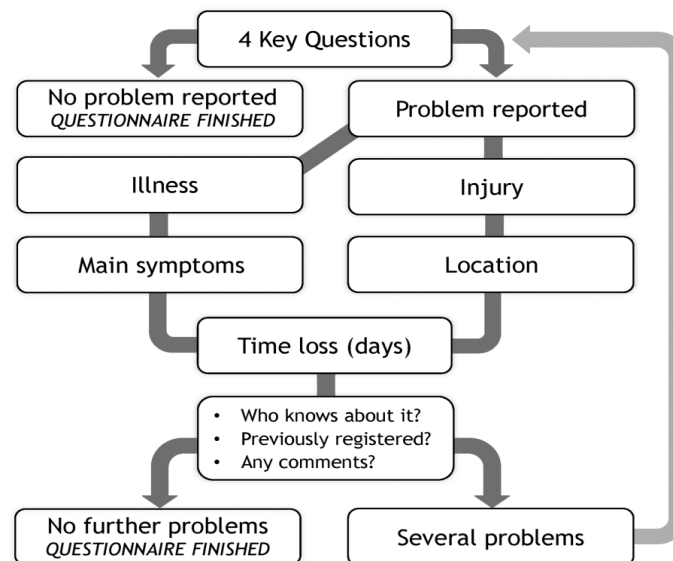 4 Key Questions
No problem reported
QUESTIONNAIRE FINISHED
Problem reported
Illness
Injury
Main symptoms
Location
Time loss (days)
• Who knows about it?
• Previously registered?
• Any comments?
No further problems
QUESTIONNAIRE FINISHED
Several problems